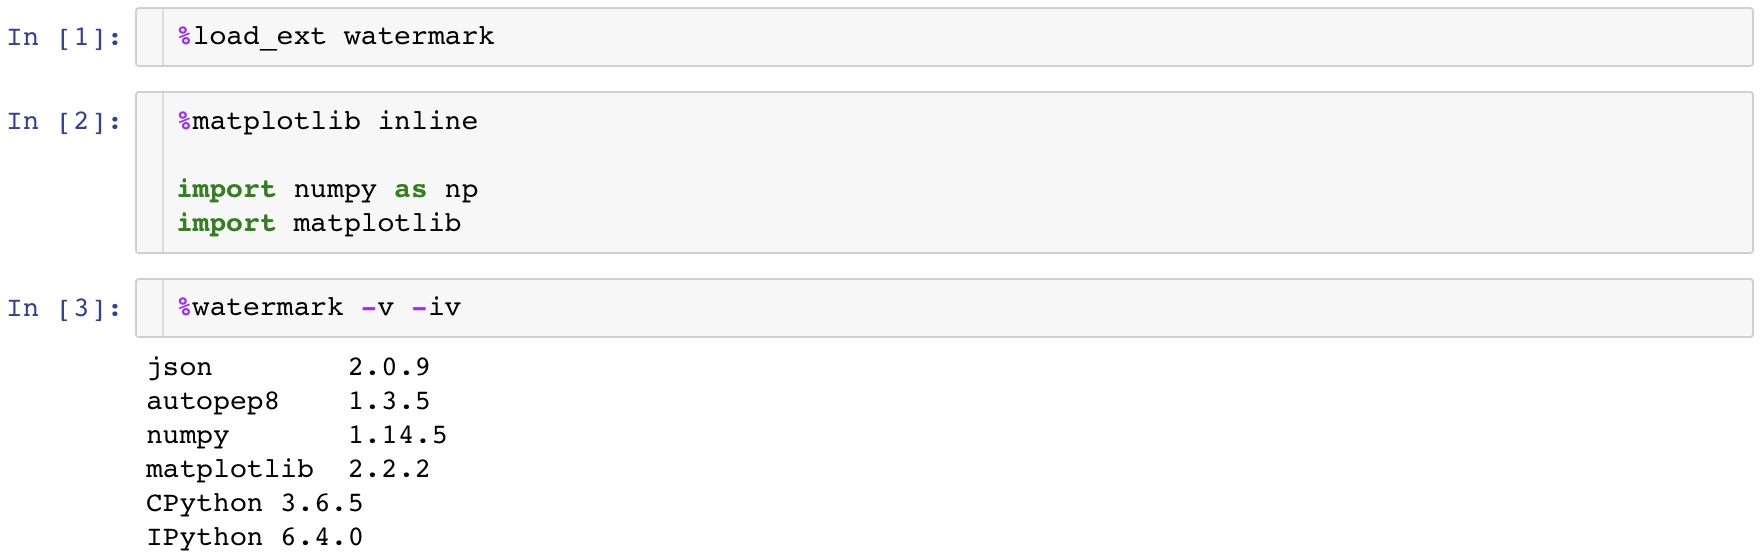 In [1]: %load_ext watermark
In [2]: %matplotlib inline
import numpy as np
import matplotlib
In [3]: %watermark -v -iv
json        2.0.9
autopep8    1.3.5
numpy       1.14.5
matplotlib  2.2.2
CPython 3.6.5
IPython 6.4.0